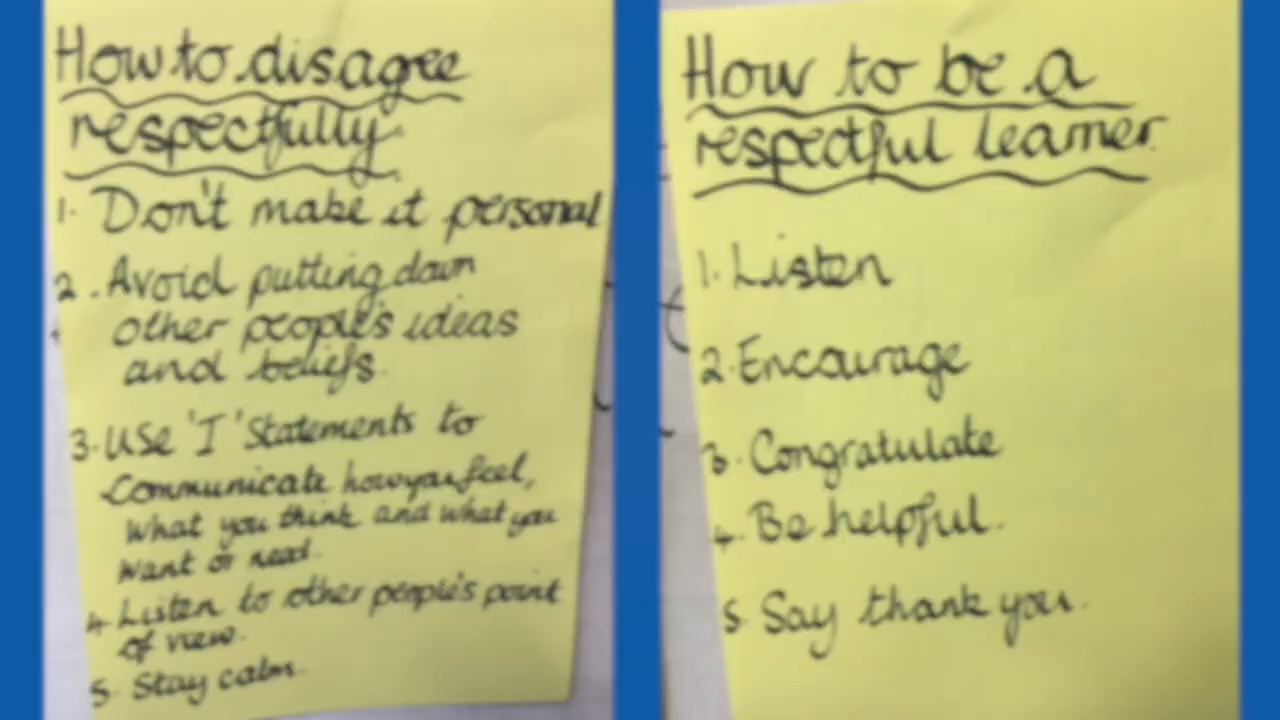 How to disagree
respectfully
1. Don't make it personal
2. Avoid putting down
other people's ideas
and beliefs.
3. Use 'I' Statements to
Communicate how you feel,
what you think and what you
want or need.
4. Listen to other people's point
of view.
5. Stay calm.
How to be a
respectful learner.
1. Listen
2. Encourage
3. Congratulate
4. Be helpful.
5. Say thank you.